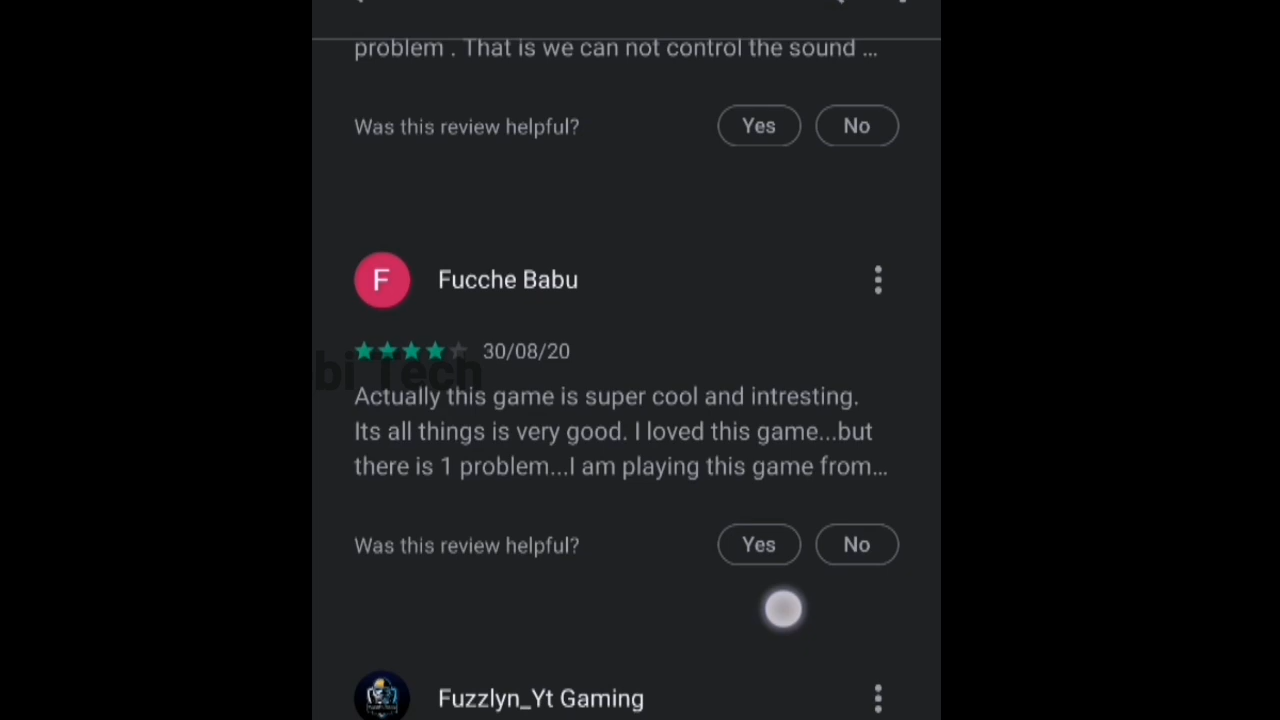 problem . That is we can not control the sound ...
Was this review helpful?
Yes
No
F
Fucche Babu
30/08/20
bi Tech
Actually this game is super cool and intresting.
Its all things is very good. I loved this game...but
there is 1 problem...I am playing this game from...
Was this review helpful?
Yes
No
Fuzzlyn_Yt Gaming